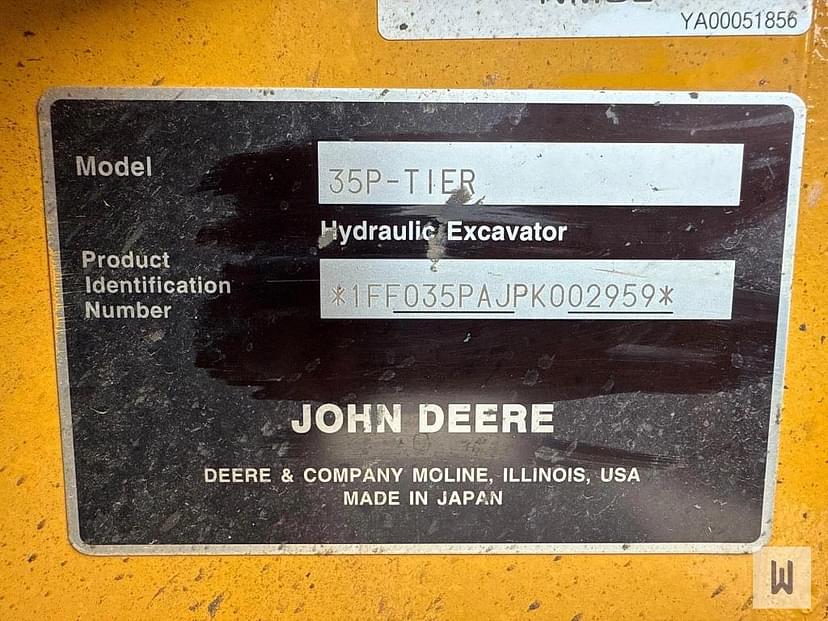 YA00051856
Model
35P-TIER
Hydraulic Excavator
Product
Identification
Number
*1FF035PAJPK002959*
JOHN DEERE
DEERE & COMPANY MOLINE, ILLINOIS, USA
MADE IN JAPAN
W